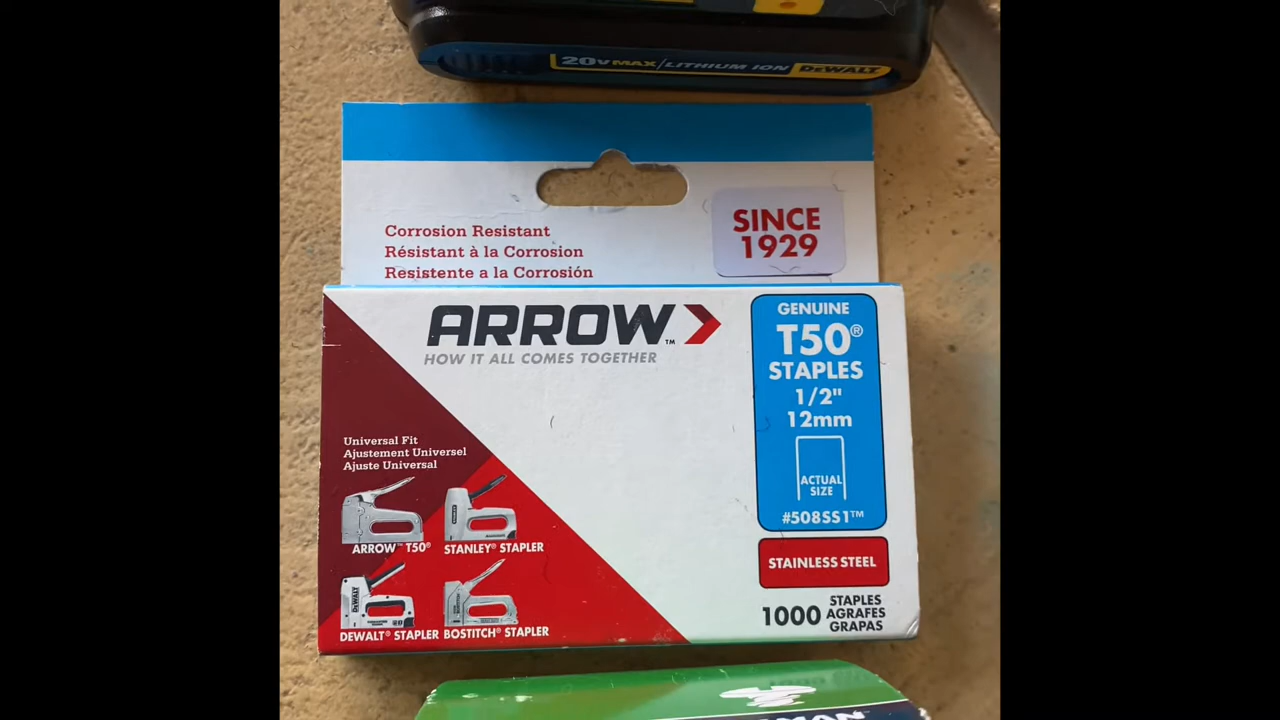 20V MAX/LITHIUM ION DEWALT
Corrosion Resistant
Résistant à la Corrosion
Resistente a la Corrosión
SINCE
1929
ARROW™
HOW IT ALL COMES TOGETHER
GENUINE
T50®
STAPLES
1/2"
12mm
ACTUAL
SIZE
#508SS1™
STAINLESS STEEL
1000 STAPLES
AGRAFES
GRAPAS
Universal Fit
Ajustement Universel
Ajuste Universal
ARROW™ T50®
STANLEY® STAPLER
DEWALT
DEWALT® STAPLER
BOSTITCH® STAPLER